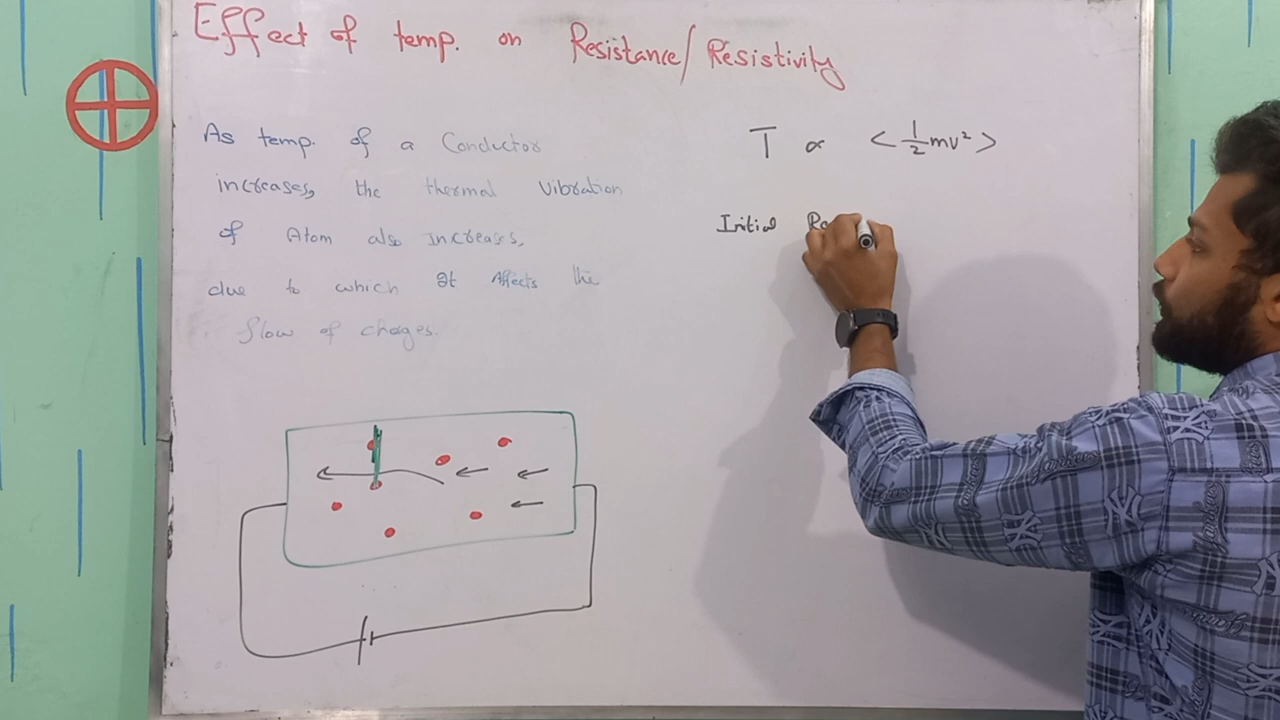 Effect of temp. on Resistance/Resistivity
As temp. of a Conductor
increases, the thermal vibration
of Atom also increases,
due to which It Affects the
flow of charges.
T ∝ <½mv²>
Initial